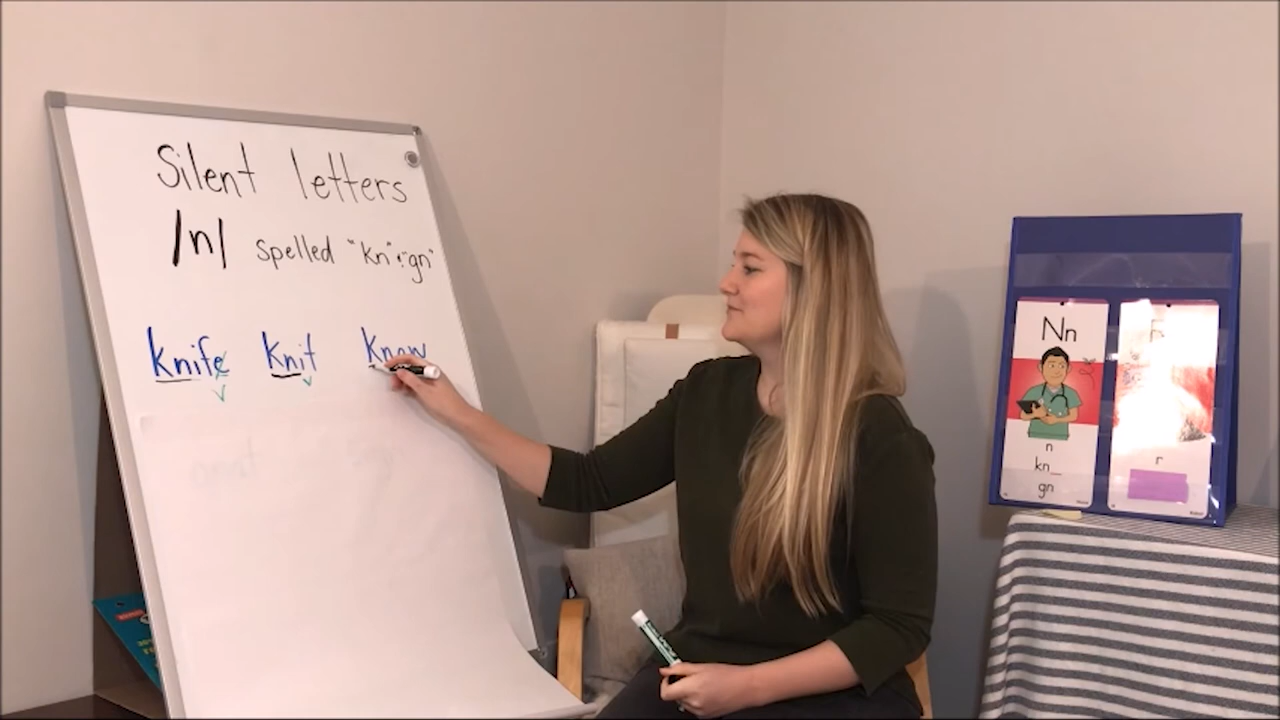 Silent letters
/n/ spelled "kn" & "gn"
knife knit know
Nn
n
kn_
gn
r